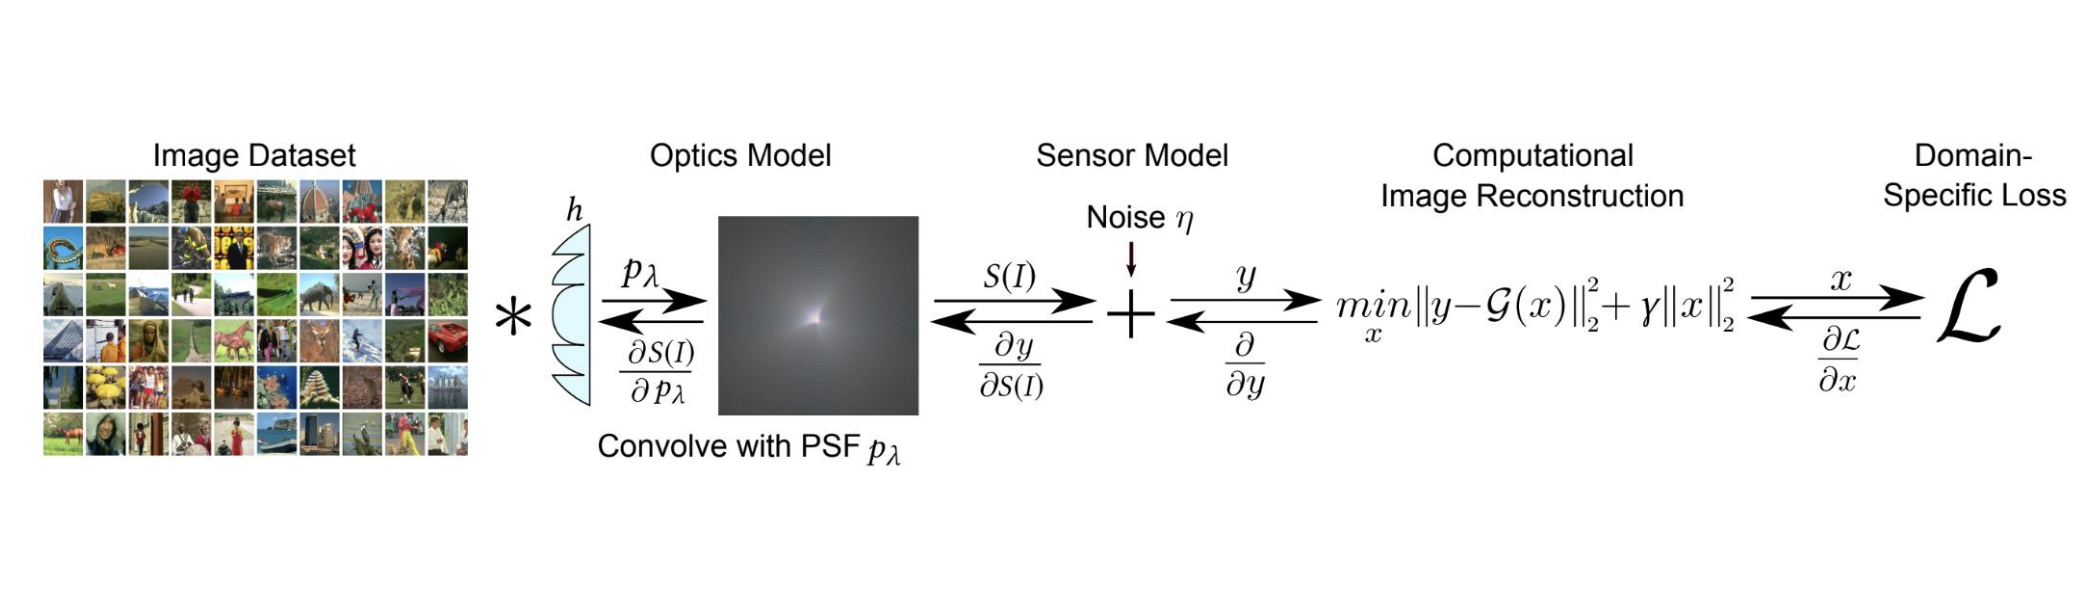 Image Dataset
Optics Model
Sensor Model
Computational
Image Reconstruction
Domain-
Specific Loss
h
*
p_λ
∂S(I)
∂p_λ
Convolve with PSF p_λ
S(I)
∂y
∂S(I)
Noise η
+
y
∂
∂y
min_x ‖y−𝒢(x)‖₂² + γ‖x‖₂²
x
∂ℒ
∂x
ℒ